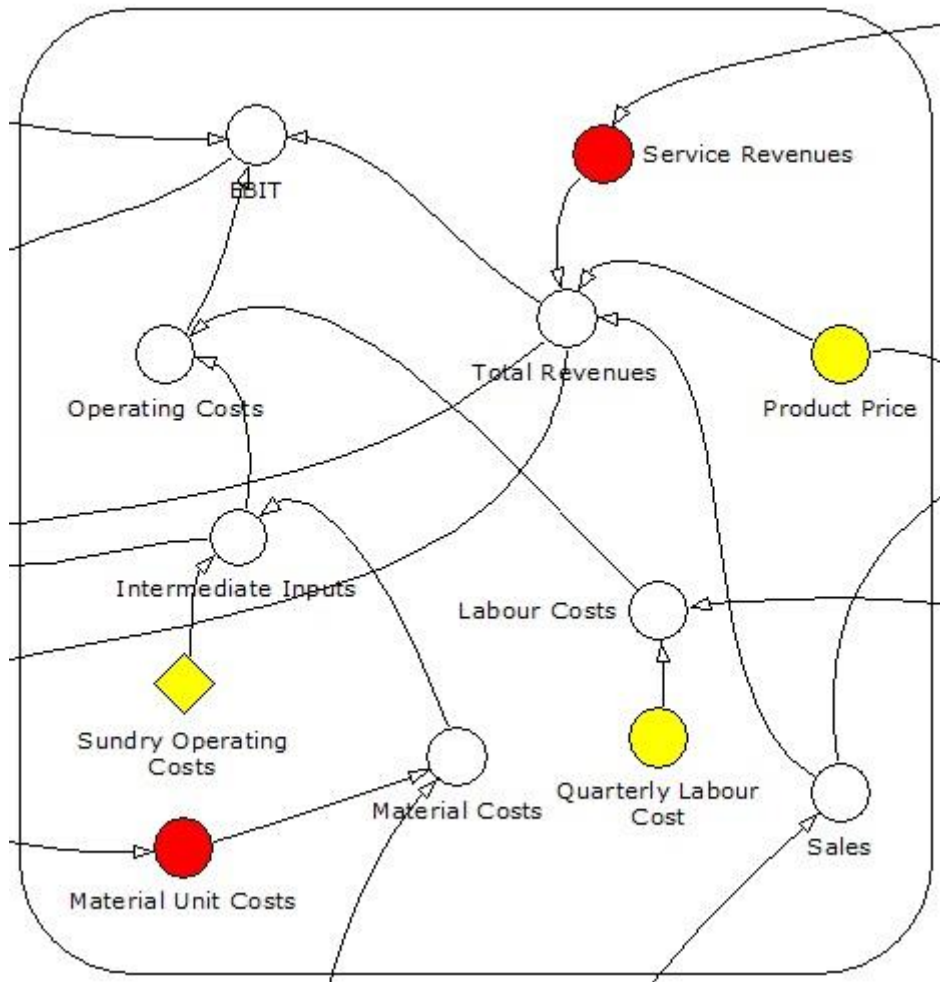 Service Revenues
EBIT
Total Revenues
Operating Costs
Product Price
Intermediate Inputs
Labour Costs
Sundry Operating
Costs
Material Costs
Quarterly Labour
Cost
Sales
Material Unit Costs